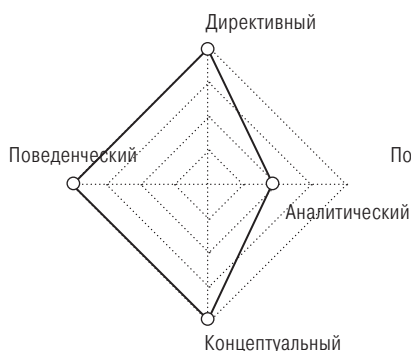 Директивный
Поведенческий
По
Аналитический
Концептуальный